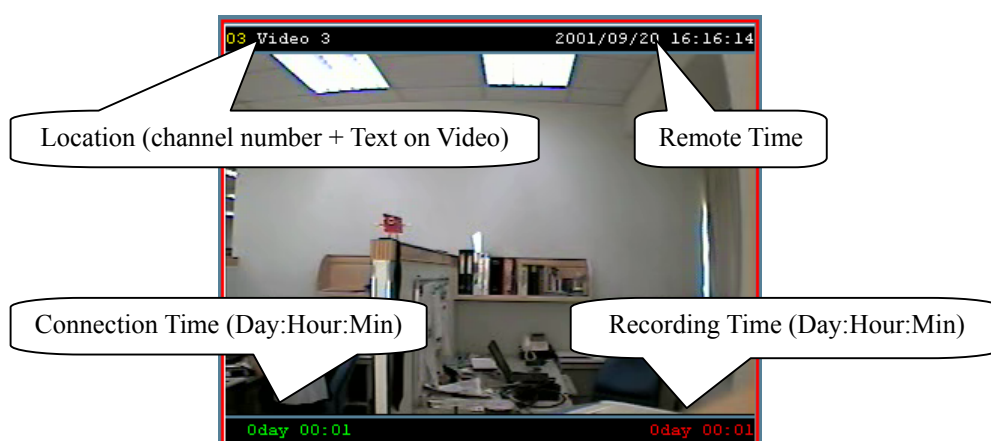 03 Video 3 2001/09/20 16:16:14
Location (channel number + Text on Video)
Remote Time
Connection Time (Day:Hour:Min)
Recording Time (Day:Hour:Min)
0day 00:01 0day 00:01